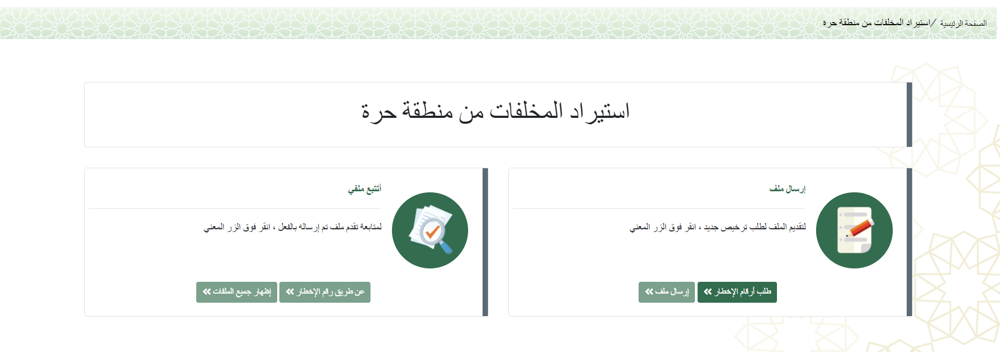 الصفحة الرئيسية / استيراد المخلفات من منطقة حرة
استيراد المخلفات من منطقة حرة
إرسال ملف
لتقديم الملف لطلب ترخيص جديد ، انقر فوق الزر المعني
طلب أرقام الإخطار »
إرسال ملف »
أتتبع ملفي
لمتابعة تقدم ملف تم إرساله بالفعل ، انقر فوق الزر المعني
عن طريق رقم الإخطار »
إظهار جميع الملفات »